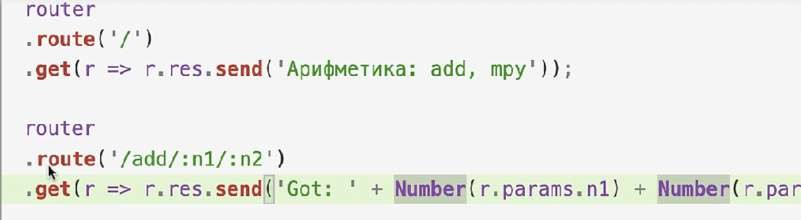 router
.route('/')
.get(r => r.res.send('Арифметика: add, mpy'));
router
.route('/add/:n1/:n2')
.get(r => r.res.send('Got: ' + Number(r.params.n1) + Number(r.par